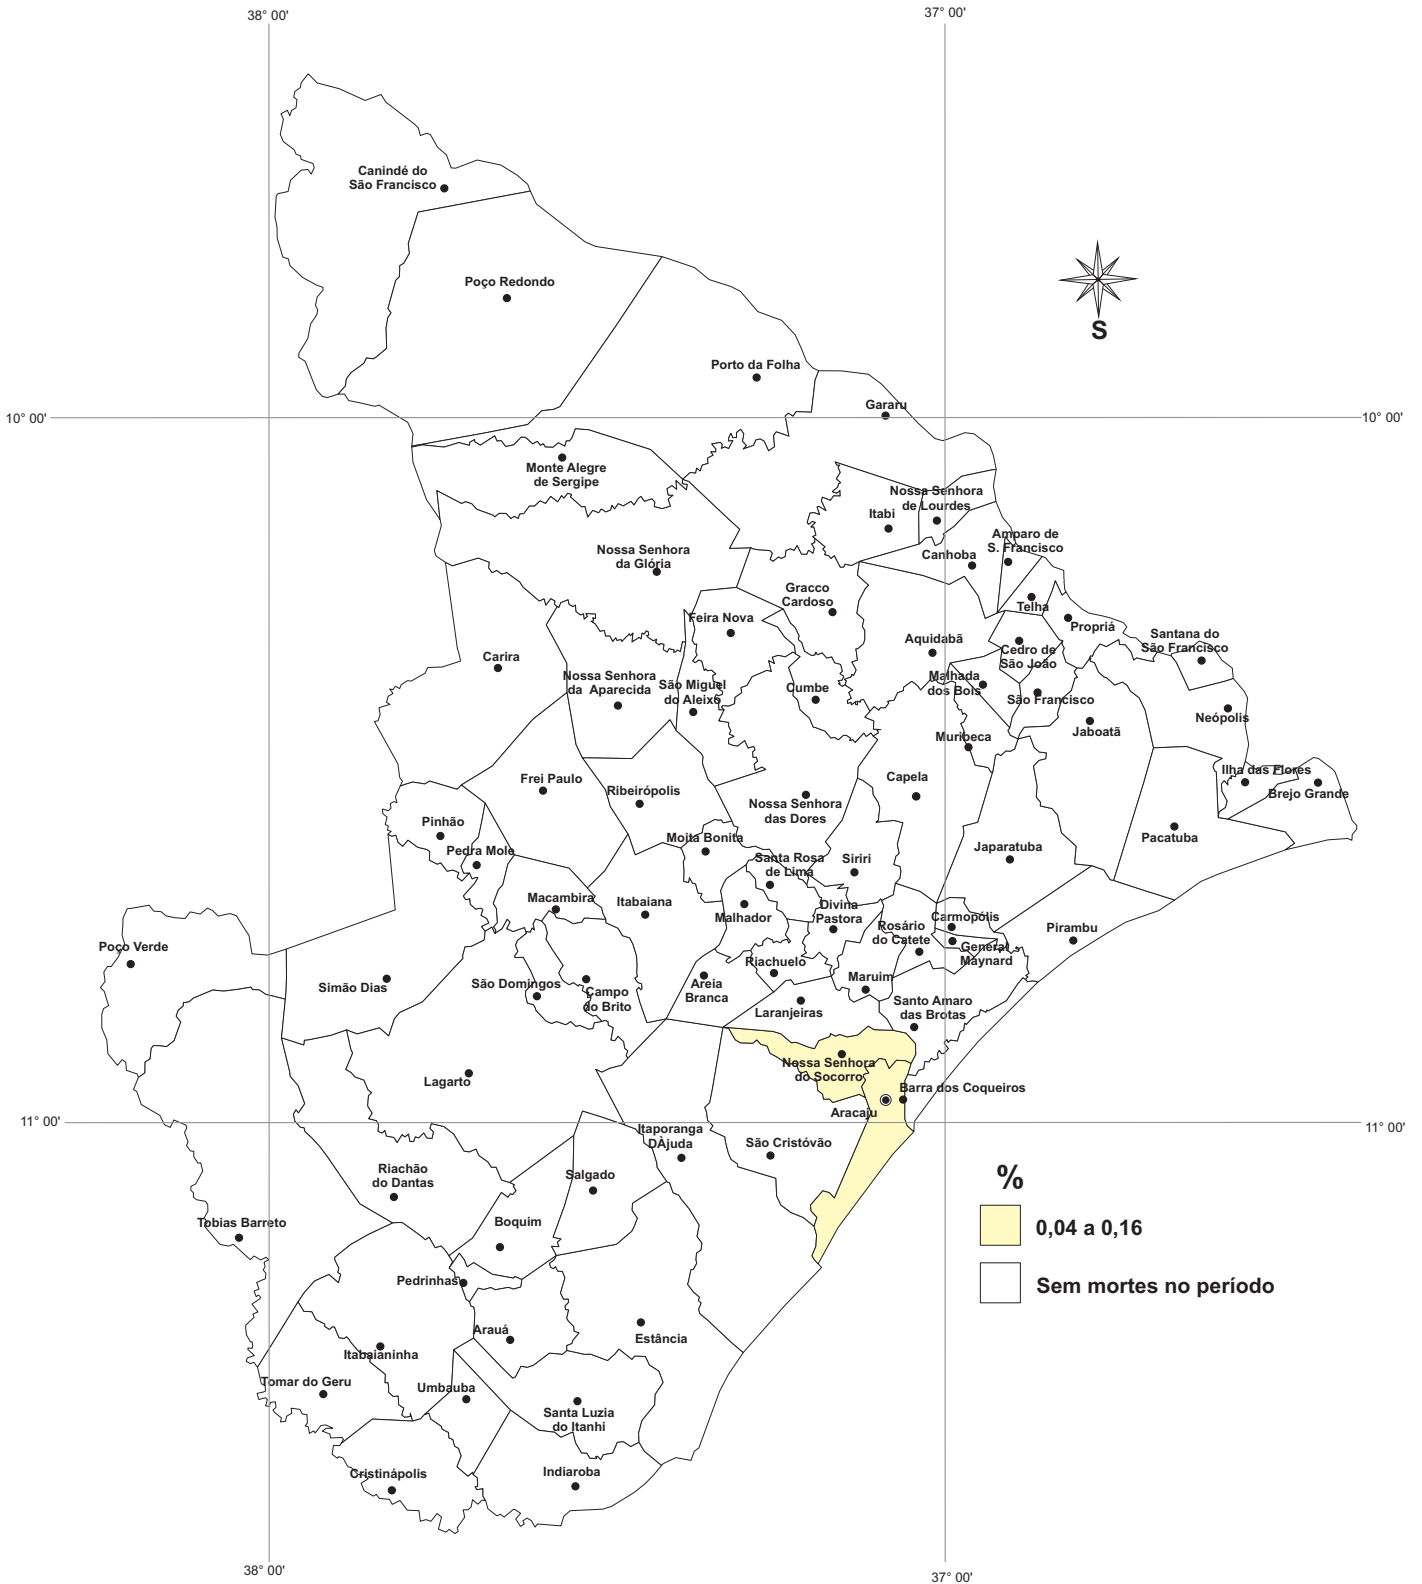 38° 00'
37° 00'
Canindé do
São Francisco
Poço Redondo
S
Porto da Folha
Gararu
10° 00'
10° 00'
Monte Alegre
de Sergipe
Nossa Senhora
de Lourdes
Itabi
Amparo de
S. Francisco
Nossa Senhora
da Glória
Canhoba
Gracco
Cardoso
Telha
Feira Nova
Propriá
Santana do
São Francisco
Aquidabã
Cedro de
São João
Carira
Nossa Senhora
da Aparecida
São Miguel
do Aleixo
Cumbe
Malhada
dos Bois
São Francisco
Neópolis
Jaboatã
Muribeca
Frei Paulo
Ribeirópolis
Capela
Ilha das Flores
Brejo Grande
Nossa Senhora
das Dores
Pinhão
Moita Bonita
Pacatuba
Pedra Mole
Santa Rosa
de Lima
Siriri
Japaratuba
Macambira
Itabaiana
Malhador
Divina
Pastora
Carmopólis
Rosário
do Catete
Pirambu
General
Maynard
Poço Verde
Riachuelo
Simão Dias
São Domingos
Campo
do Brito
Areia
Branca
Maruim
Laranjeiras
Santo Amaro
das Brotas
Nossa Senhora
do Socorro
Lagarto
Barra dos Coqueiros
Aracaju
11° 00'
11° 00'
Itaporanga
DÀjuda
São Cristóvão
Riachão
do Dantas
Salgado
%
Tobias Barreto
Boquim
0,04 a 0,16
Pedrinhas
Sem mortes no período
Arauá
Estância
Itabaianinha
Tomar do Geru
Umbauba
Santa Luzia
do Itanhi
Cristinápolis
Indiaroba
38° 00'
37° 00'